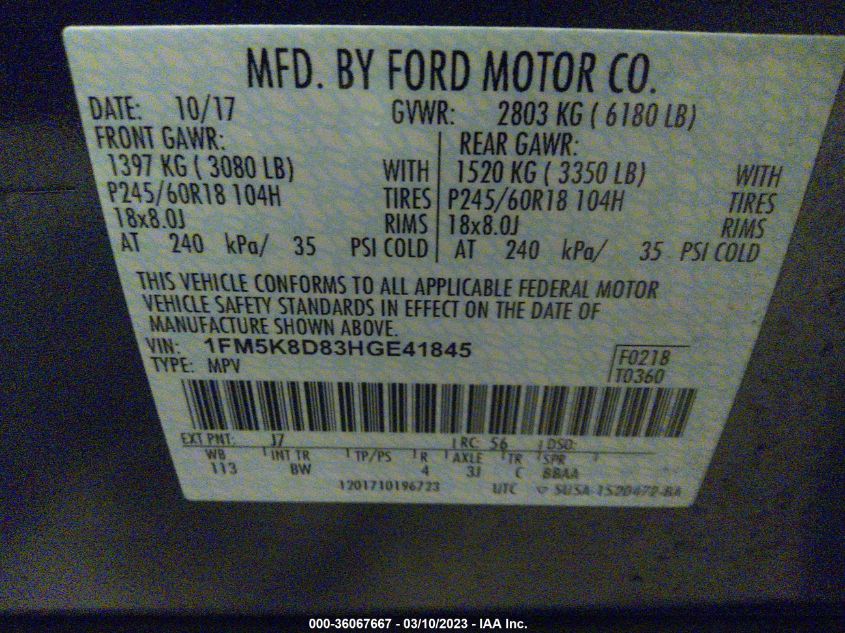 MFD. BY FORD MOTOR CO.
DATE: 10/17 GVWR: 2803 KG ( 6180 LB)
FRONT GAWR: REAR GAWR:
1397 KG ( 3080 LB) WITH 1520 KG ( 3350 LB) WITH
P245/60R18 104H TIRES P245/60R18 104H TIRES
18x8.0J RIMS 18x8.0J RIMS
AT 240 kPa/ 35 PSI COLD AT 240 kPa/ 35 PSI COLD
THIS VEHICLE CONFORMS TO ALL APPLICABLE FEDERAL MOTOR
VEHICLE SAFETY STANDARDS IN EFFECT ON THE DATE OF
MANUFACTURE SHOWN ABOVE.
VIN: 1FM5K8D83HGE41845
F0218
TYPE: MPV
T0360
EXT PNT: J7 RC: 56 DSO:
WB INT TR TP/PS R AXLE TR SPR
113 BW 4 3J C BBAA
1201710196723 UTC ▽ SUSA-1520472-BA
000-36067667 - 03/10/2023 - IAA Inc.